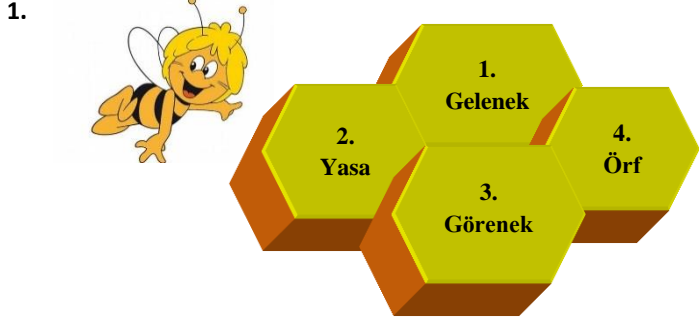 1.
1.
Gelenek
2.
Yasa
3.
Görenek
4.
Örf